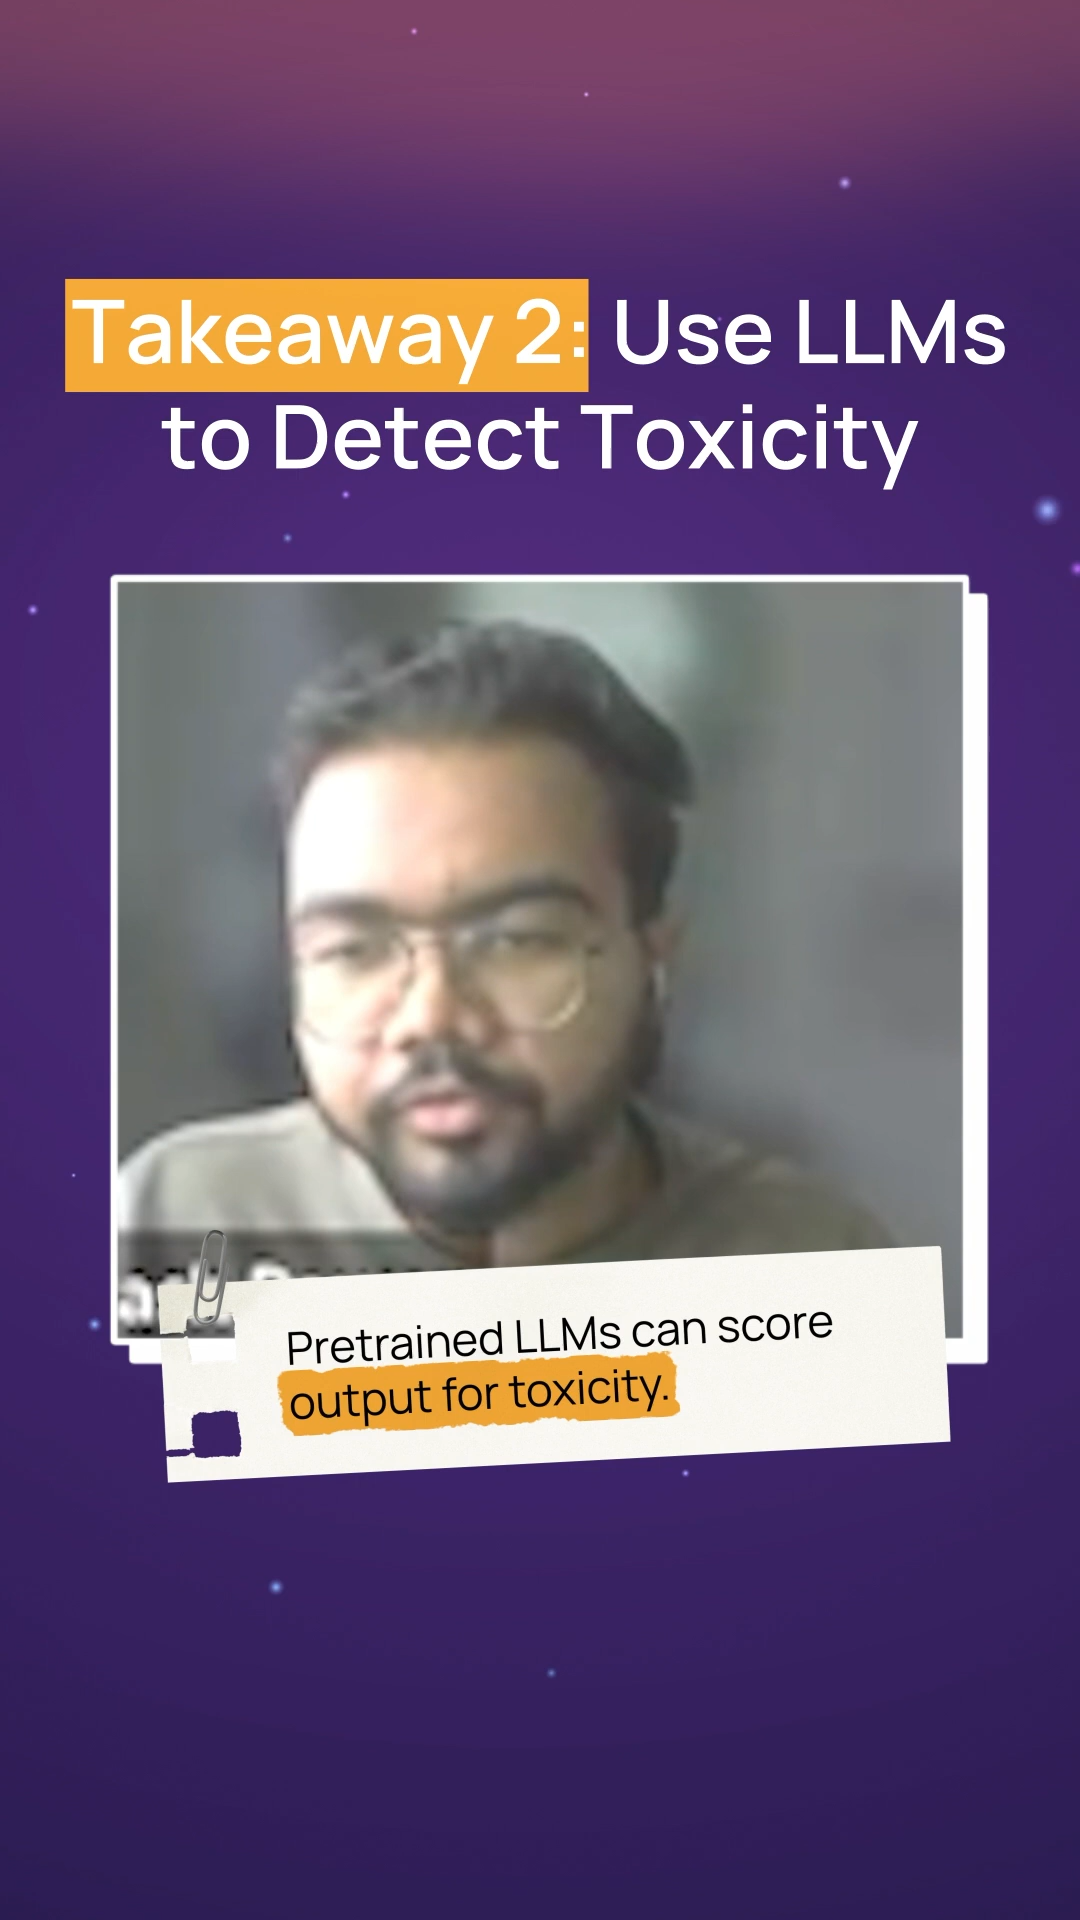 Takeaway 2: Use LLMs
to Detect Toxicity
Pretrained LLMs can score
output for toxicity.